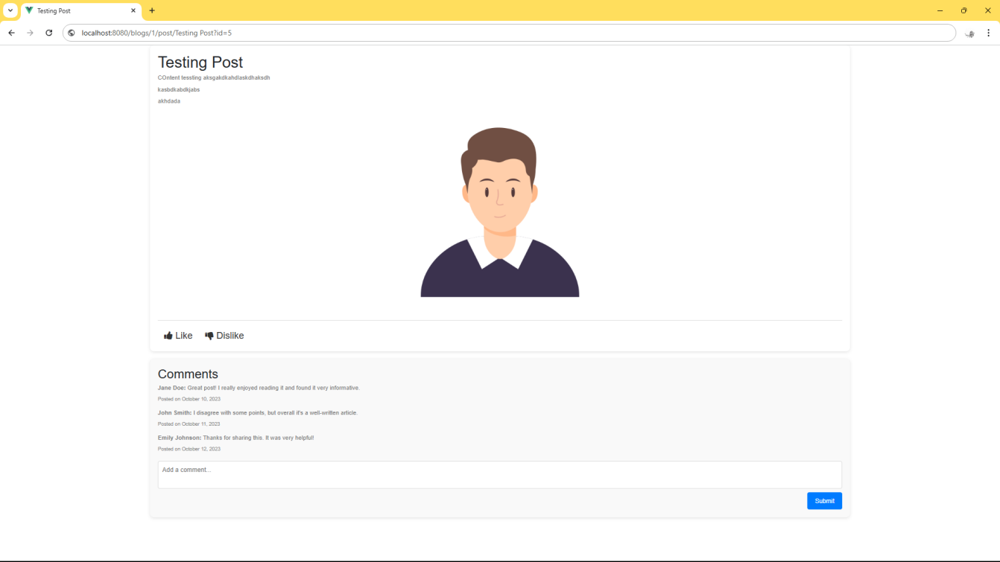 Testing Post
localhost:8080/blogs/1/post/Testing Post?id=5
Testing Post
COntent tessting aksgakdkahdlaskdhaksdh
kasbdkabdkjabs
akhdada
Like Dislike
Comments
Jane Doe: Great post! I really enjoyed reading it and found it very informative.
Posted on October 10, 2023
John Smith: I disagree with some points, but overall it's a well-written article.
Posted on October 11, 2023
Emily Johnson: Thanks for sharing this. It was very helpful!
Posted on October 12, 2023
Add a comment...
Submit